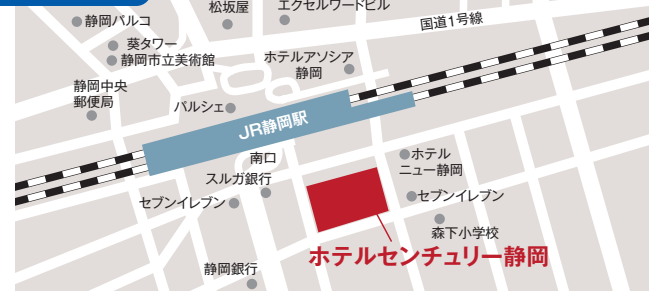 松坂屋
エクセルワードビル
静岡パルコ
国道1号線
葵タワー
静岡市立美術館
ホテルアソシア
静岡
静岡中央
郵便局
パルシェ
JR静岡駅
南口
ホテル
ニュー静岡
スルガ銀行
セブンイレブン
セブンイレブン
森下小学校
ホテルセンチュリー静岡
静岡銀行